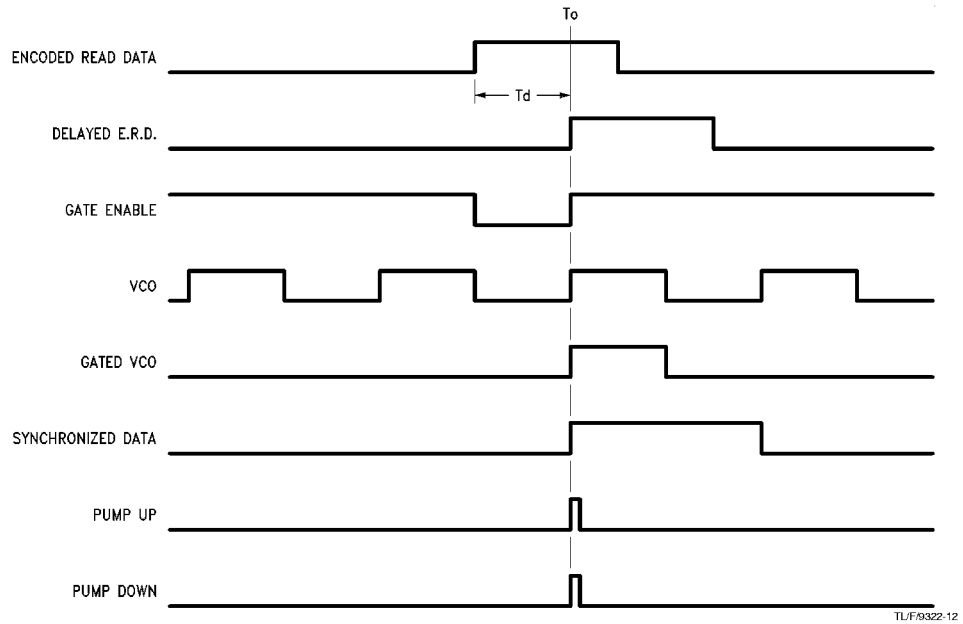 To
ENCODED READ DATA
Td
DELAYED E.R.D.
GATE ENABLE
VCO
GATED VCO
SYNCHRONIZED DATA
PUMP UP
PUMP DOWN
TL/F/9322-12